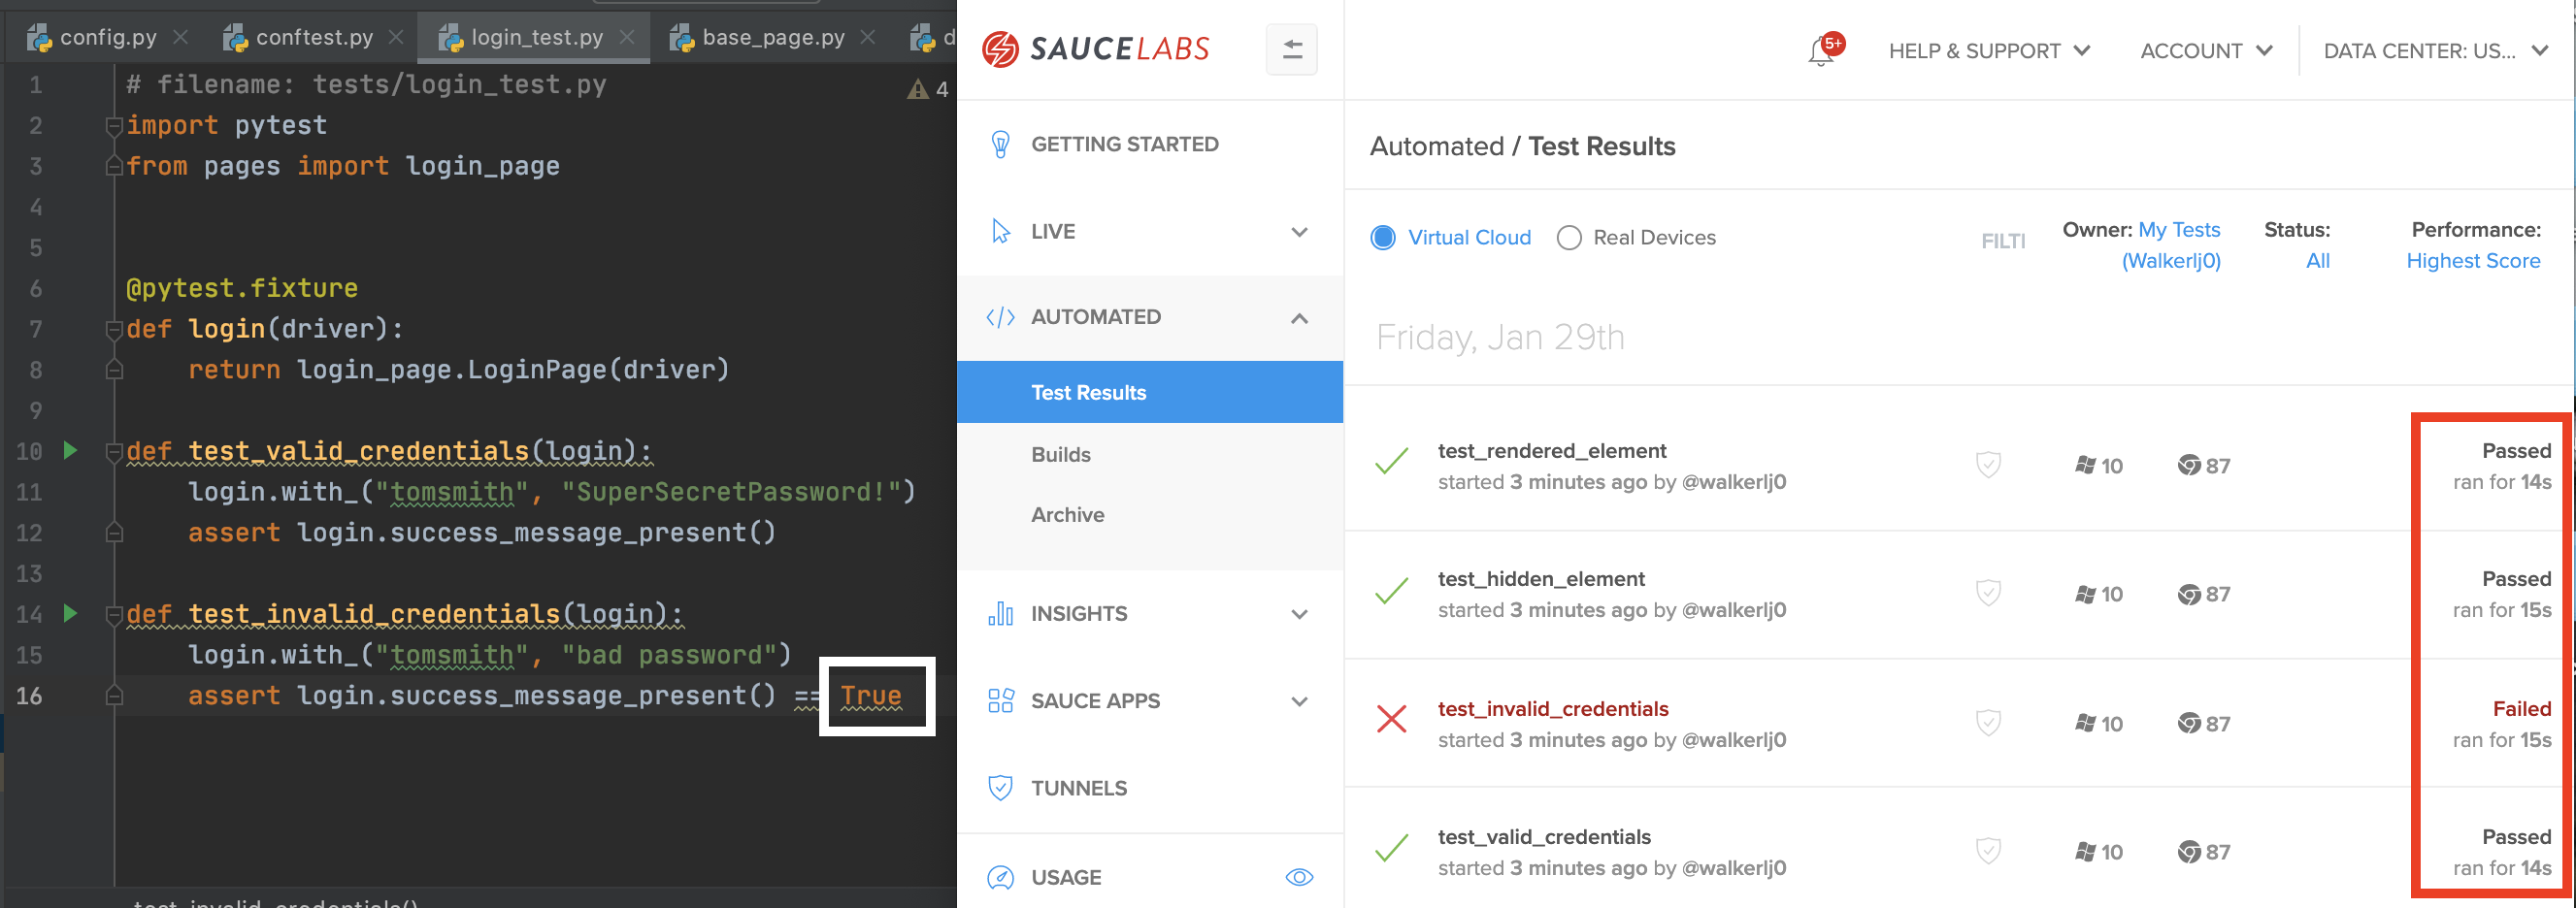 config.py
conftest.py
login_test.py
base_page.py
d
1 # filename: tests/login_test.py
4
2 import pytest
3 from pages import login_page
4
5
6 @pytest.fixture
7 def login(driver):
8 return login_page.LoginPage(driver)
9
10 def test_valid_credentials(login):
11 login.with_("tomsmith", "SuperSecretPassword!")
12 assert login.success_message_present()
13
14 def test_invalid_credentials(login):
15 login.with_("tomsmith", "bad password")
16 assert login.success_message_present() == True
test_invalid_credentials()
SAUCELABS
5+
HELP & SUPPORT
ACCOUNT
DATA CENTER: US...
GETTING STARTED
LIVE
AUTOMATED
Test Results
Builds
Archive
INSIGHTS
SAUCE APPS
TUNNELS
USAGE
Automated / Test Results
Virtual Cloud
Real Devices
FILTI
Owner: My Tests
(Walkerlj0)
Status:
All
Performance:
Highest Score
Friday, Jan 29th
test_rendered_element
started 3 minutes ago by @walkerlj0
10
87
Passed
ran for 14s
test_hidden_element
started 3 minutes ago by @walkerlj0
10
87
Passed
ran for 15s
test_invalid_credentials
started 3 minutes ago by @walkerlj0
10
87
Failed
ran for 15s
test_valid_credentials
started 3 minutes ago by @walkerlj0
10
87
Passed
ran for 14s